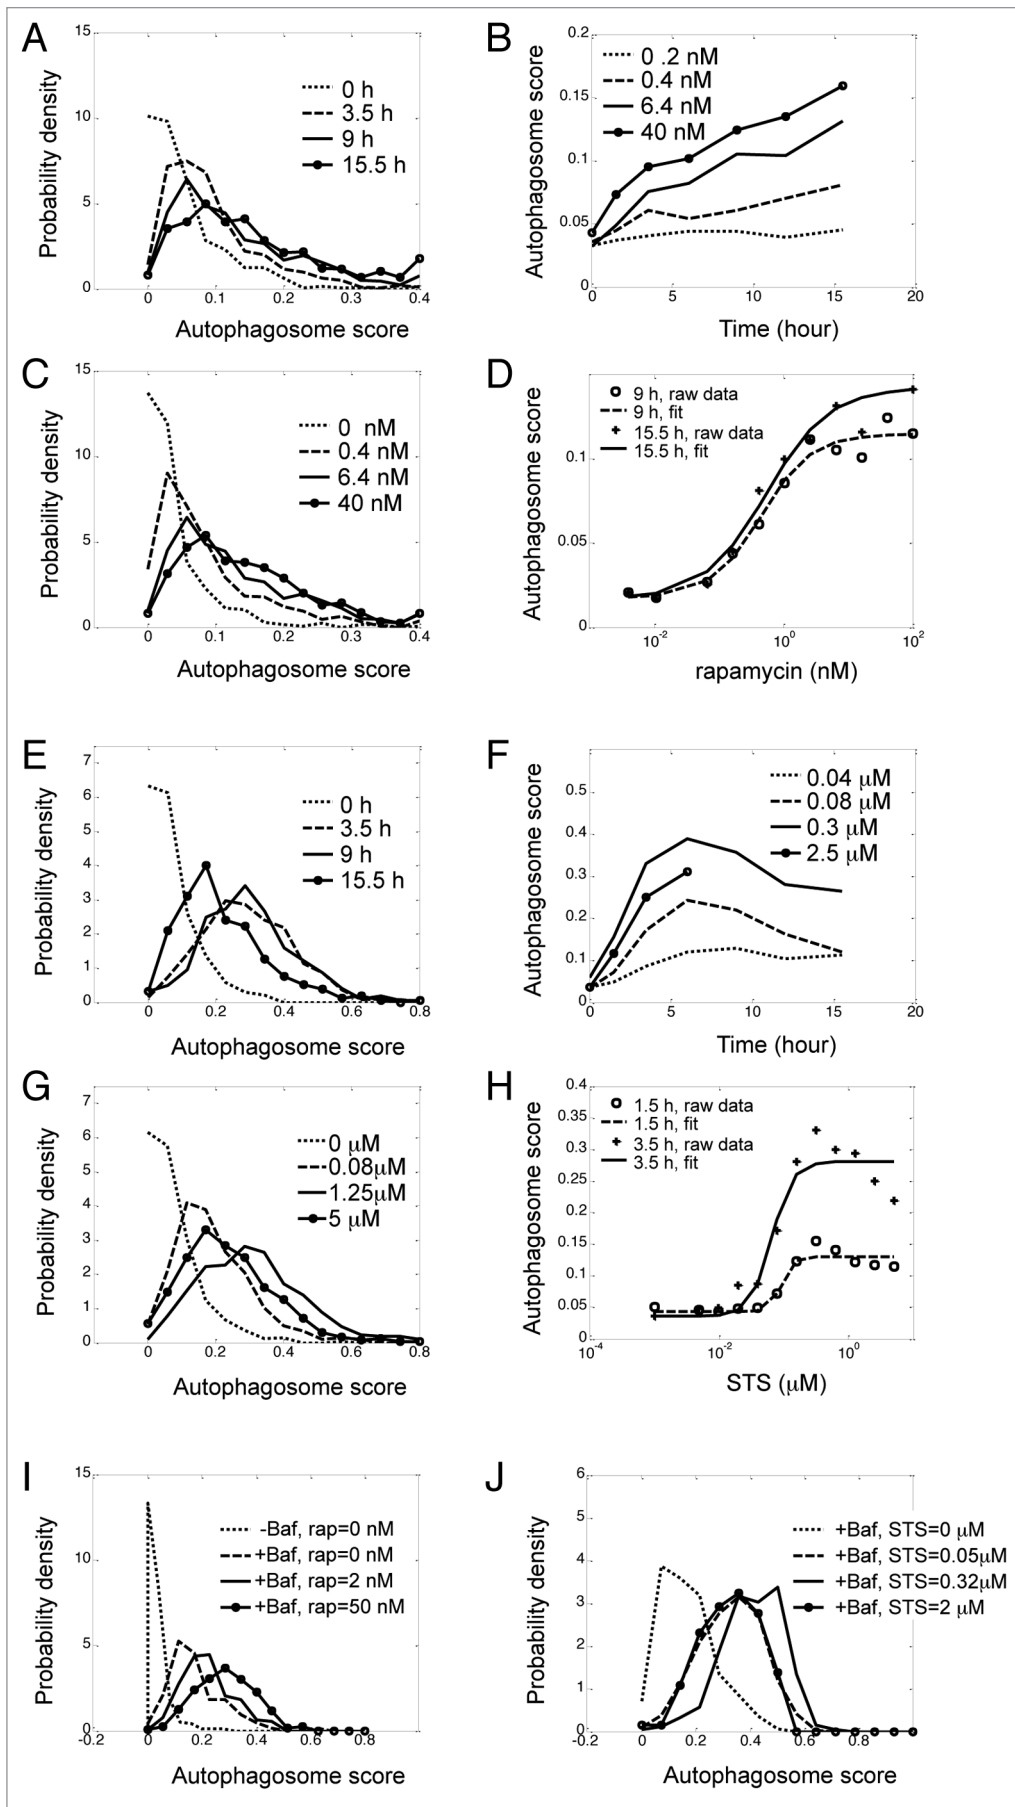 A
Probability density
15
10
5
0
0 h
3.5 h
9 h
15.5 h
0 0.1 0.2 0.3 0.4
Autophagosome score
B
Autophagosome score
0.2
0.15
0.1
0.05
0
0 .2 nM
0.4 nM
6.4 nM
40 nM
0 5 10 15 20
Time (hour)
C
Probability density
15
10
5
0
0 nM
0.4 nM
6.4 nM
40 nM
0 0.1 0.2 0.3 0.4
Autophagosome score
D
Autophagosome score
0.1
0.05
0
9 h, raw data
9 h, fit
15.5 h, raw data
15.5 h, fit
10-2 100 102
rapamycin (nM)
E
Probability density
7
6
5
4
3
2
1
0
0 h
3.5 h
9 h
15.5 h
0 0.2 0.4 0.6 0.8
Autophagosome score
F
Autophagosome score
0.5
0.4
0.3
0.2
0.1
0
0.04 μM
0.08 μM
0.3 μM
2.5 μM
0 5 10 15 20
Time (hour)
G
Probability density
7
6
5
4
3
2
1
0
0 μM
0.08μM
1.25μM
5 μM
0 0.2 0.4 0.6 0.8
Autophagosome score
H
Autophagosome score
0.4
0.35
0.3
0.25
0.2
0.15
0.1
0.05
0
1.5 h, raw data
1.5 h, fit
3.5 h, raw data
3.5 h, fit
10-4 10-2 100
STS (μM)
I
Probability density
15
10
5
0
-Baf, rap=0 nM
+Baf, rap=0 nM
+Baf, rap=2 nM
+Baf, rap=50 nM
-0.2 0 0.2 0.4 0.6 0.8
Autophagosome score
J
Probability density
6
5
4
3
2
1
0
+Baf, STS=0 μM
+Baf, STS=0.05μM
+Baf, STS=0.32μM
+Baf, STS=2 μM
-0.2 0 0.2 0.4 0.6 0.8
Autophagosome score